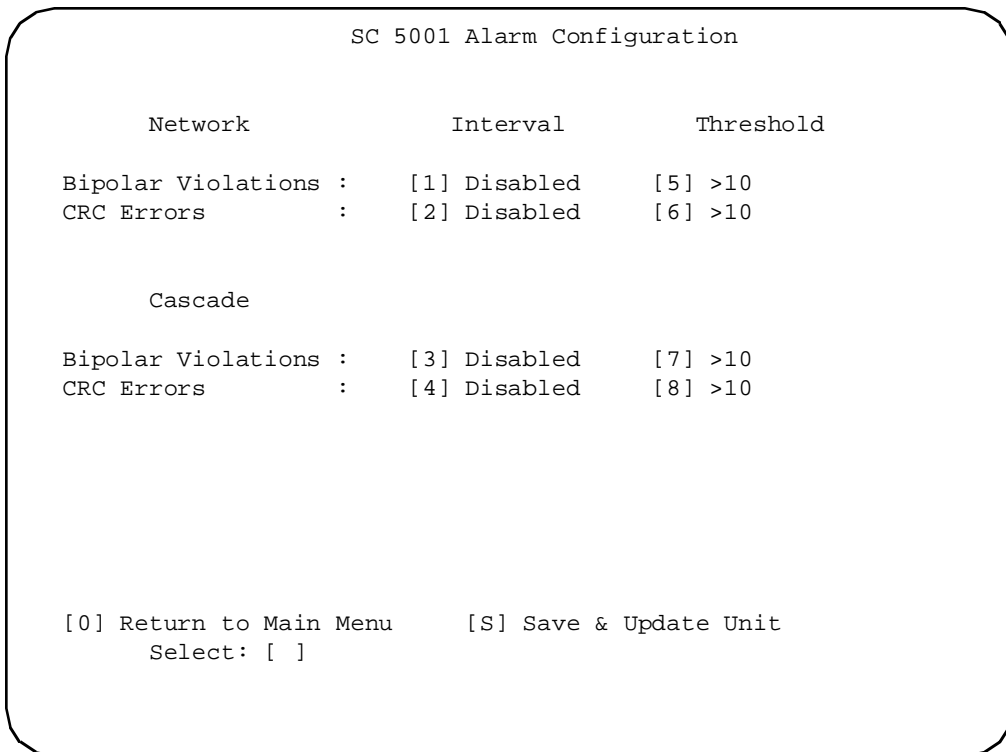 SC 5001 Alarm Configuration
Network Interval Threshold
Bipolar Violations : [1] Disabled [5] >10
CRC Errors : [2] Disabled [6] >10
Cascade
Bipolar Violations : [3] Disabled [7] >10
CRC Errors : [4] Disabled [8] >10
[0] Return to Main Menu [S] Save & Update Unit
Select: [ ]